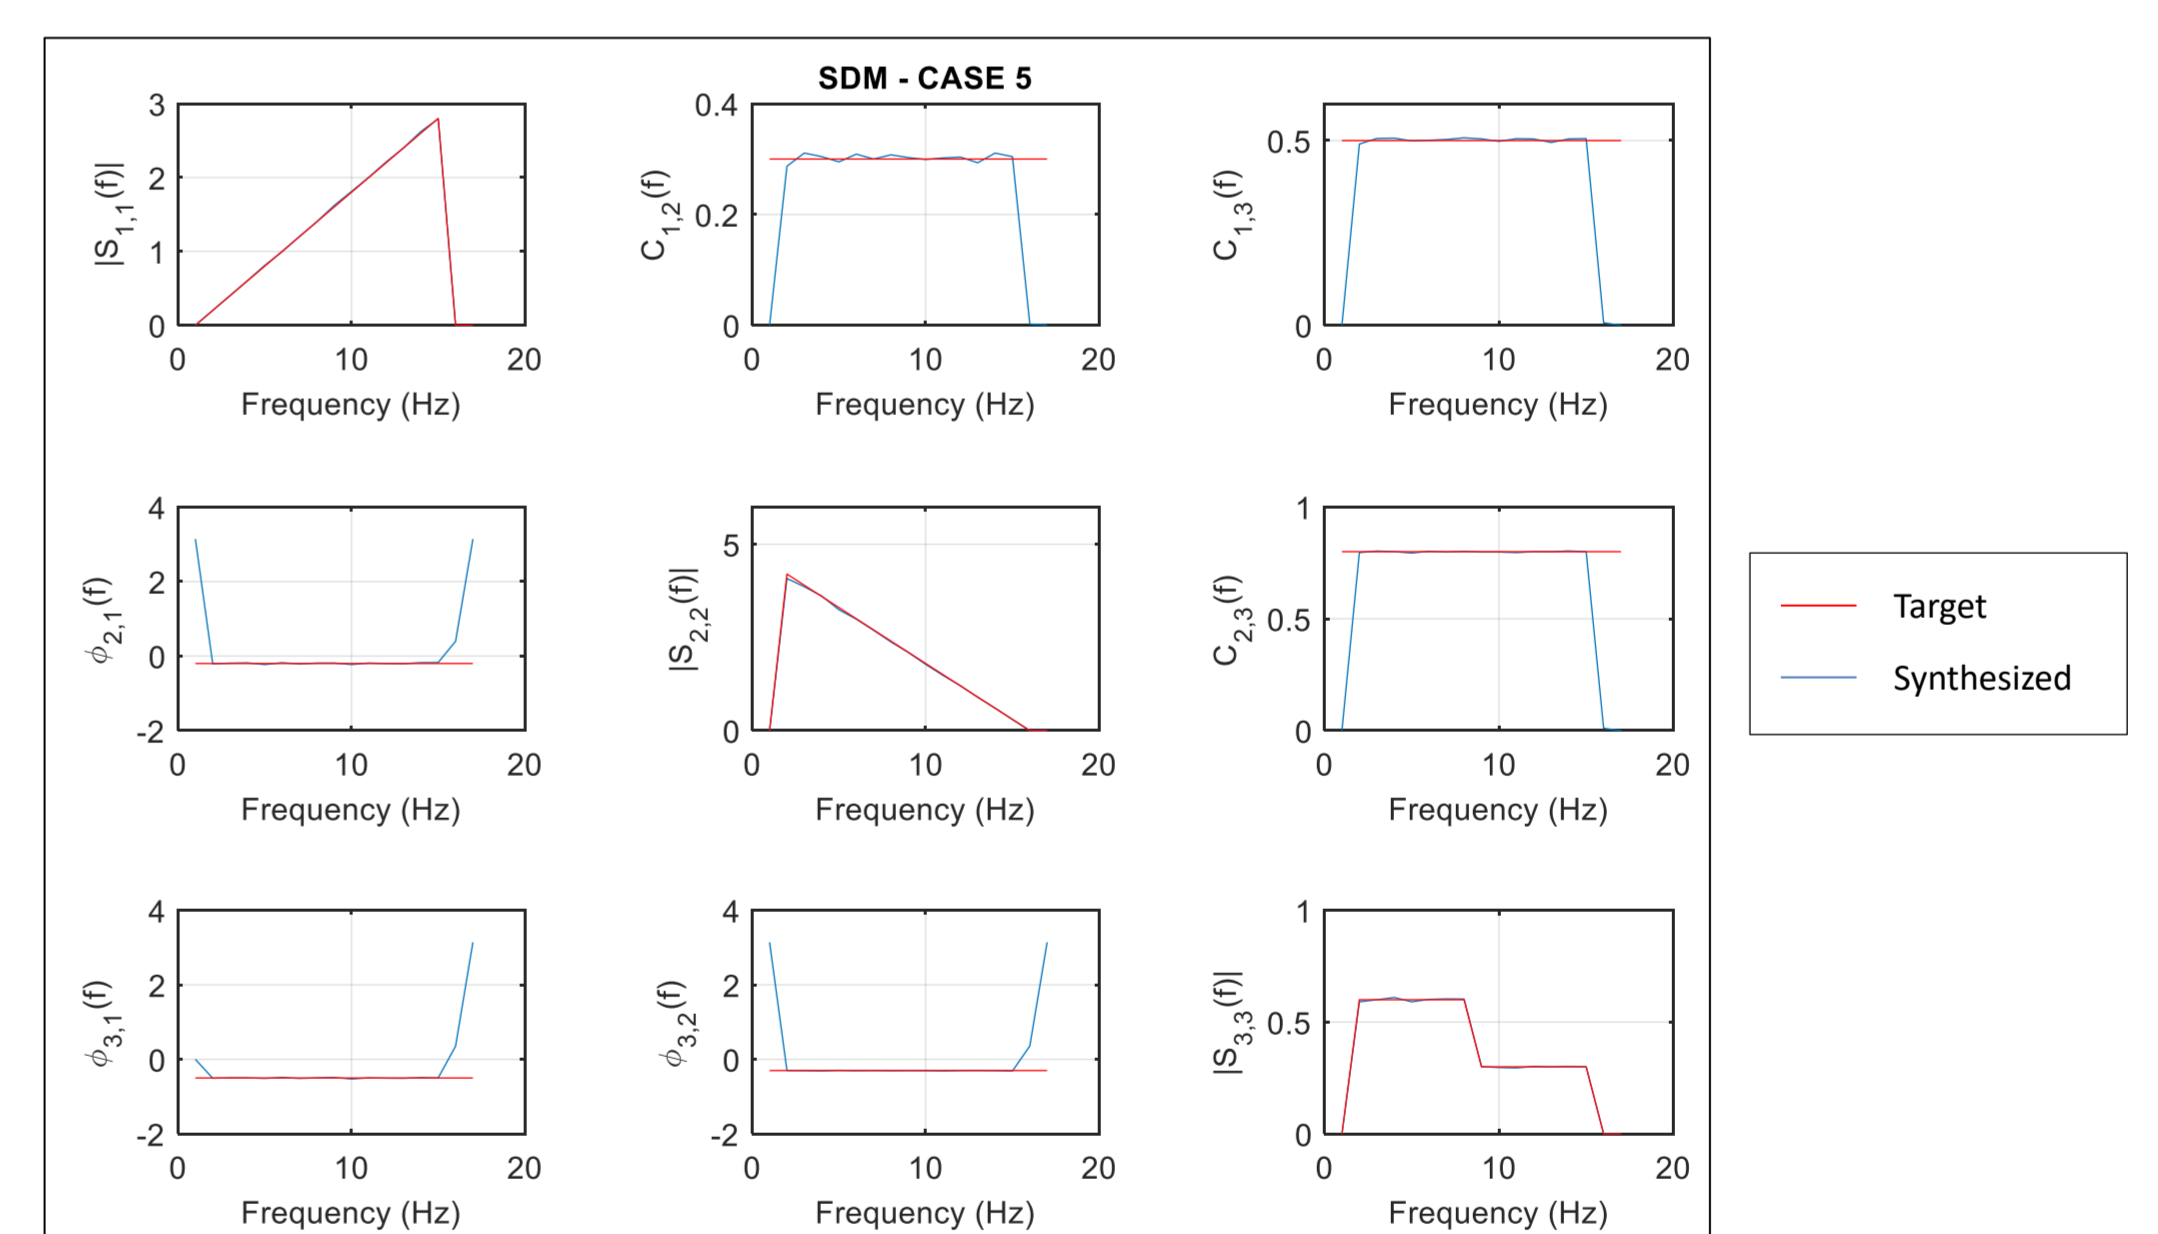 SDM - CASE 5
|S1,1(f)|
3
2
1
0
0 10 20
Frequency (Hz)
C1,2(f)
0.4
0.2
0
0 10 20
Frequency (Hz)
C1,3(f)
0.5
0
0 10 20
Frequency (Hz)
ϕ2,1(f)
4
2
0
-2
0 10 20
Frequency (Hz)
|S2,2(f)|
5
0
0 10 20
Frequency (Hz)
C2,3(f)
1
0.5
0
0 10 20
Frequency (Hz)
Target
Synthesized
ϕ3,1(f)
4
2
0
-2
0 10 20
Frequency (Hz)
ϕ3,2(f)
4
2
0
-2
0 10 20
Frequency (Hz)
|S3,3(f)|
1
0.5
0
0 10 20
Frequency (Hz)